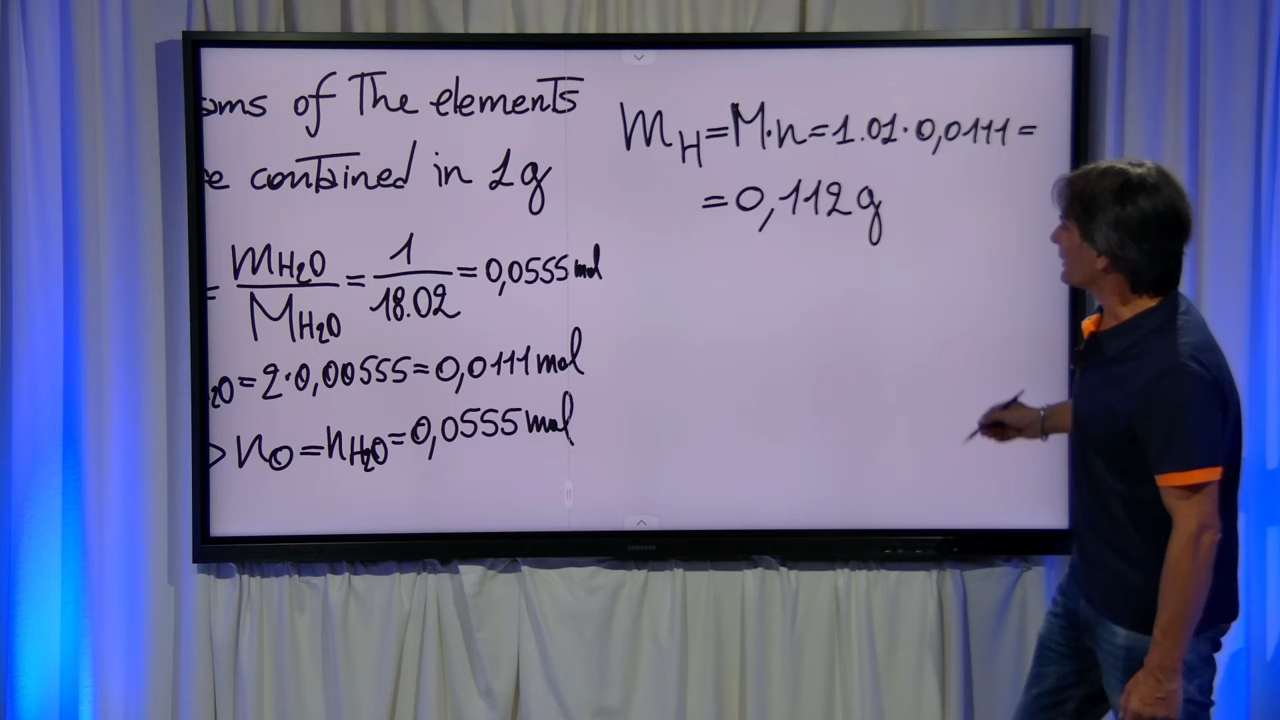 oms of The elements
e contained in 1g
= mH2O/MH2O = 1/18.02 = 0,0555 mol
2O = 2·0,00555 = 0,0111 mol
> nO = nH2O = 0,0555 mol
mH = M·n = 1.01·0,0111 =
= 0,112 g
SAMSUNG